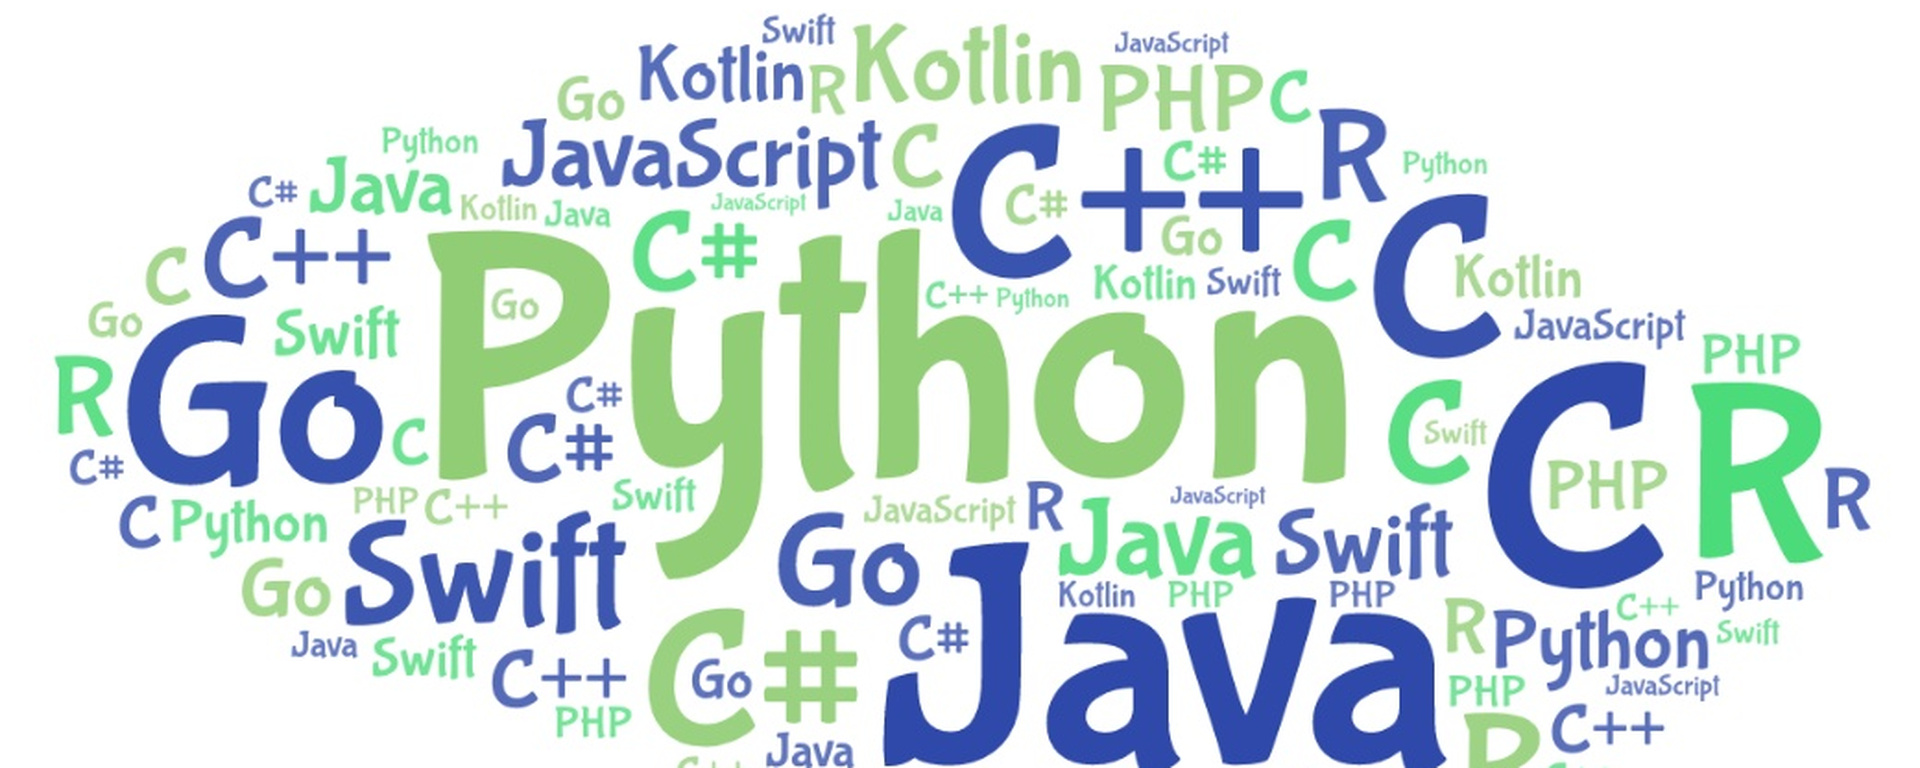 Swift
JavaScript
Kotlin
Kotlin
R
PHP
C
Go
Python
JavaScript
C
C++
C#
R
Python
C#
Java
Kotlin
Java
JavaScript
Java
C#
C
C++
C#
Go
C
C
Kotlin
Go
Swift
Python
Go
C++
Python
Kotlin
Swift
JavaScript
PHP
R
Go
C
C#
C#
C
Swift
C
PHP
R
R
C#
C
Python
PHP
C++
Swift
JavaScript
R
JavaScript
Go
Swift
Go
Java
Swift
Kotlin
PHP
PHP
Python
Java
Swift
C++
C#
Go
C#
Java
R
Python
C++
Swift
PHP
JavaScript
PHP
Java
C++